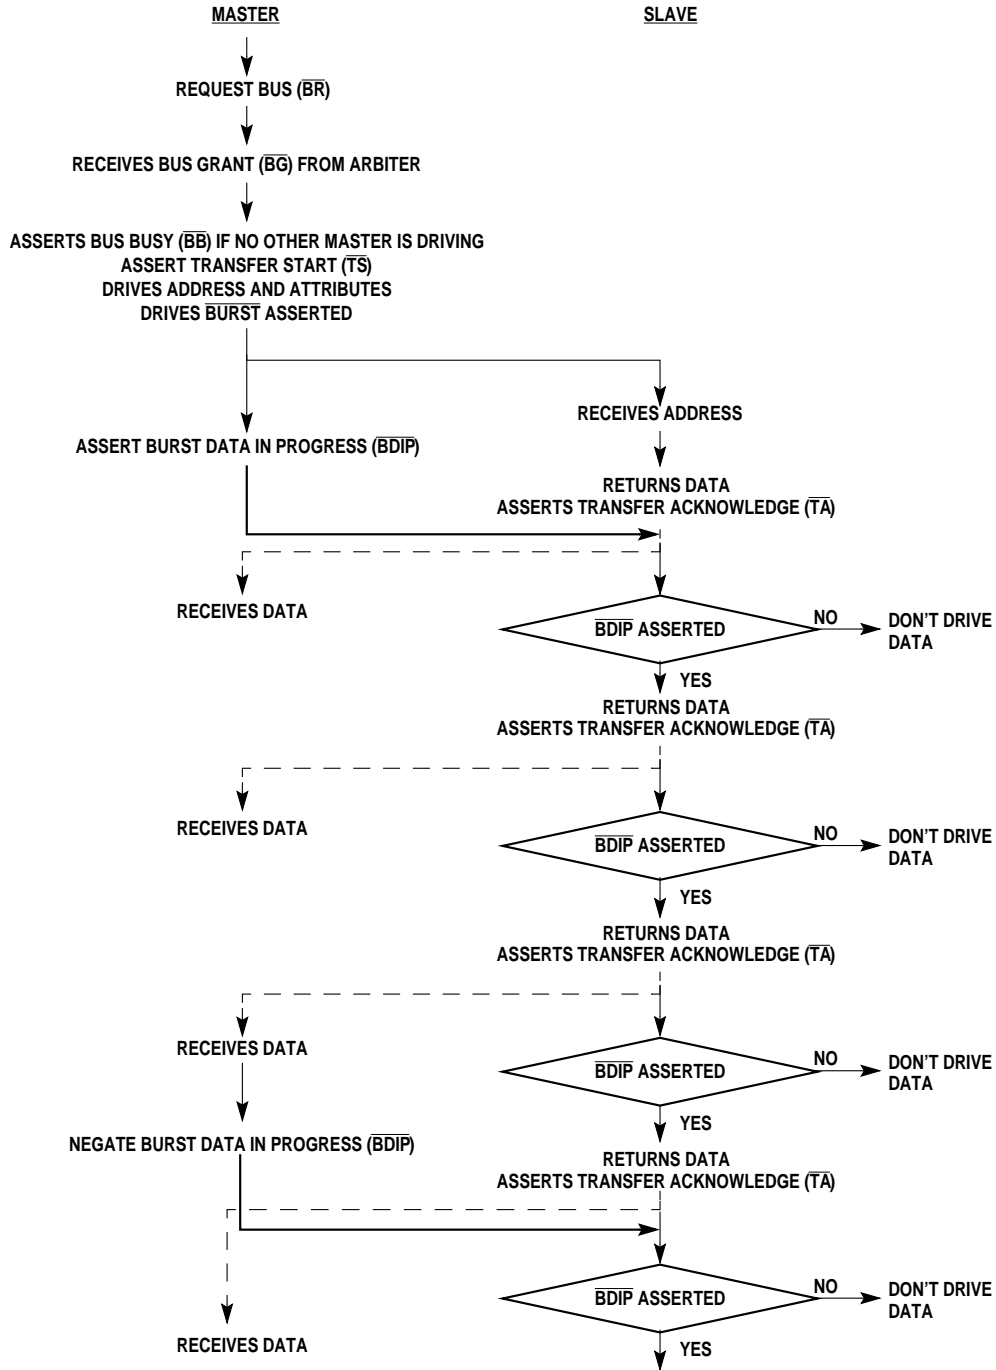 MASTER
SLAVE
REQUEST BUS (BR)
RECEIVES BUS GRANT (BG) FROM ARBITER
ASSERTS BUS BUSY (BB) IF NO OTHER MASTER IS DRIVING
ASSERT TRANSFER START (TS)
DRIVES ADDRESS AND ATTRIBUTES
DRIVES BURST ASSERTED
RECEIVES ADDRESS
ASSERT BURST DATA IN PROGRESS (BDIP)
RETURNS DATA
ASSERTS TRANSFER ACKNOWLEDGE (TA)
RECEIVES DATA
BDIP ASSERTED
NO
DON'T DRIVE
DATA
YES
RETURNS DATA
ASSERTS TRANSFER ACKNOWLEDGE (TA)
RECEIVES DATA
BDIP ASSERTED
NO
DON'T DRIVE
DATA
YES
RETURNS DATA
ASSERTS TRANSFER ACKNOWLEDGE (TA)
RECEIVES DATA
BDIP ASSERTED
NO
DON'T DRIVE
DATA
YES
NEGATE BURST DATA IN PROGRESS (BDIP)
RETURNS DATA
ASSERTS TRANSFER ACKNOWLEDGE (TA)
BDIP ASSERTED
NO
DON'T DRIVE
DATA
RECEIVES DATA
YES